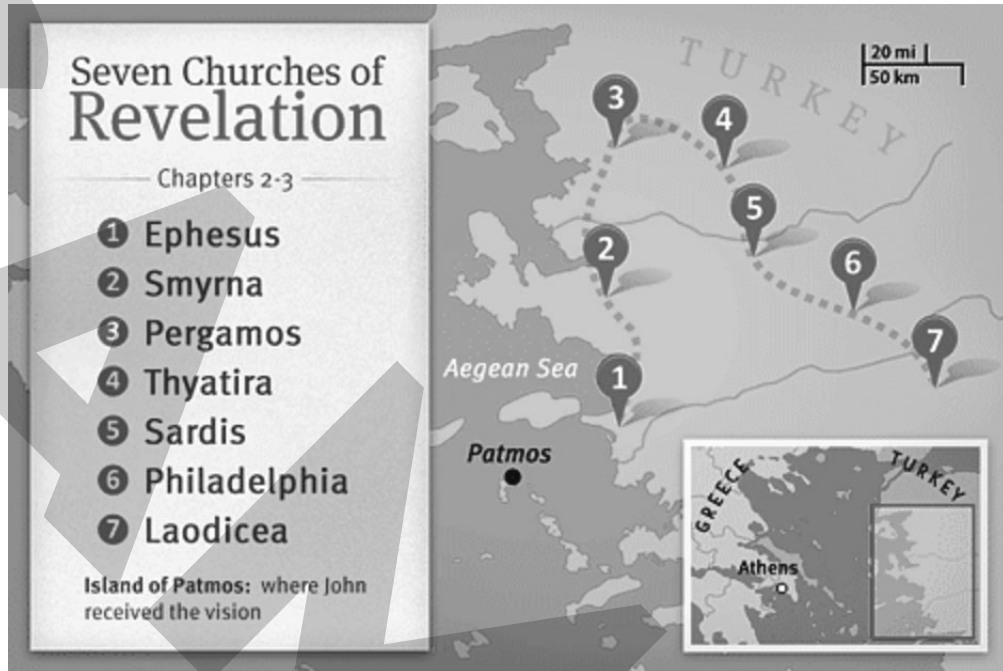 Seven Churches of
Revelation
Chapters 2-3
1 Ephesus
2 Smyrna
3 Pergamos
4 Thyatira
5 Sardis
6 Philadelphia
7 Laodicea
Island of Patmos: where John
received the vision
TURKEY
20 mi
50 km
3
4
5
2
6
7
1
Aegean Sea
Patmos
GREECE
TURKEY
Athens